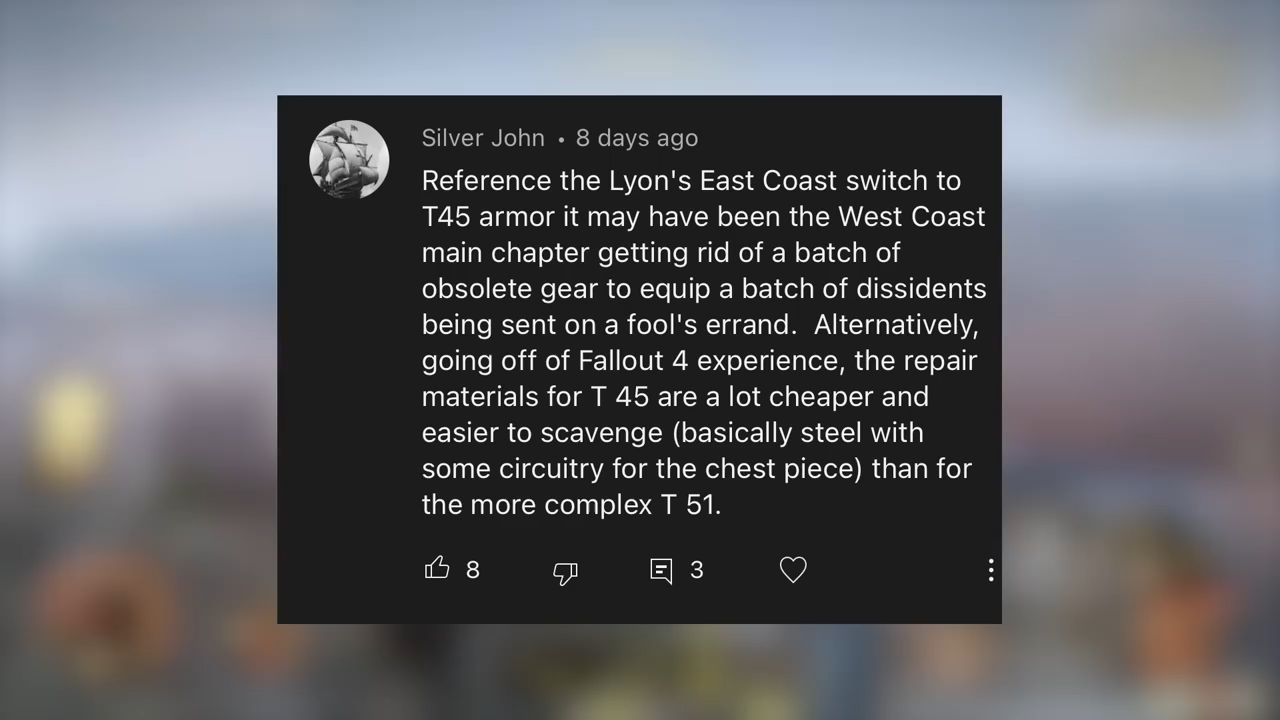 Silver John • 8 days ago
Reference the Lyon's East Coast switch to
T45 armor it may have been the West Coast
main chapter getting rid of a batch of
obsolete gear to equip a batch of dissidents
being sent on a fool's errand.  Alternatively,
going off of Fallout 4 experience, the repair
materials for T 45 are a lot cheaper and
easier to scavenge (basically steel with
some circuitry for the chest piece) than for
the more complex T 51.
8 3